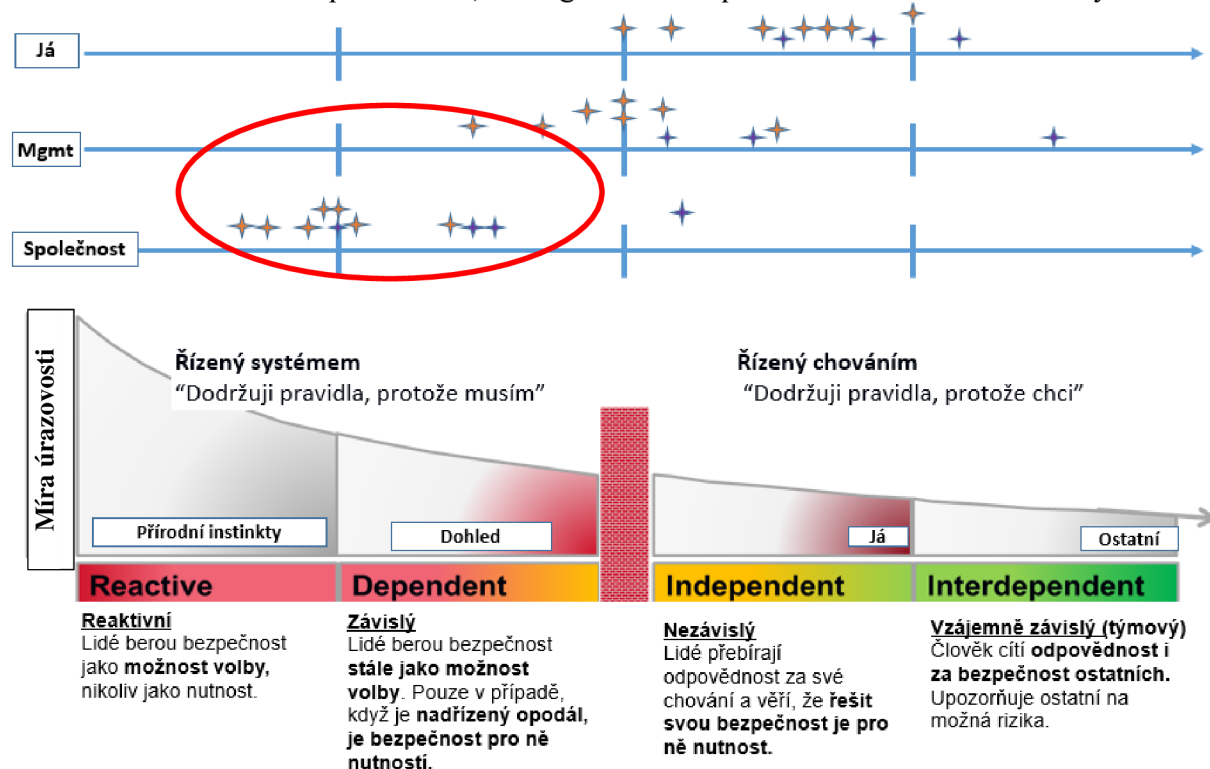 Já
Mgmt
Společnost
Míra úrazovosti
Řízený systémem
“Dodržuji pravidla, protože musím”
Řízený chováním
“Dodržuji pravidla, protože chci”
Přírodní instinkty
Dohled
Já
Ostatní
Reactive
Dependent
Independent
Interdependent
Reaktivní
Lidé berou bezpečnost
jako možnost volby,
nikoliv jako nutnost.
Závislý
Lidé berou bezpečnost
stále jako možnost
volby. Pouze v případě,
když je nadřízený opodál,
je bezpečnost pro ně
nutností.
Nezávislý
Lidé přebírají
odpovědnost za své
chování a věří, že řešit
svou bezpečnost je pro
ně nutnost.
Vzájemně závislý (týmový)
Člověk cítí odpovědnost i
za bezpečnost ostatních.
Upozorňuje ostatní na
možná rizika.